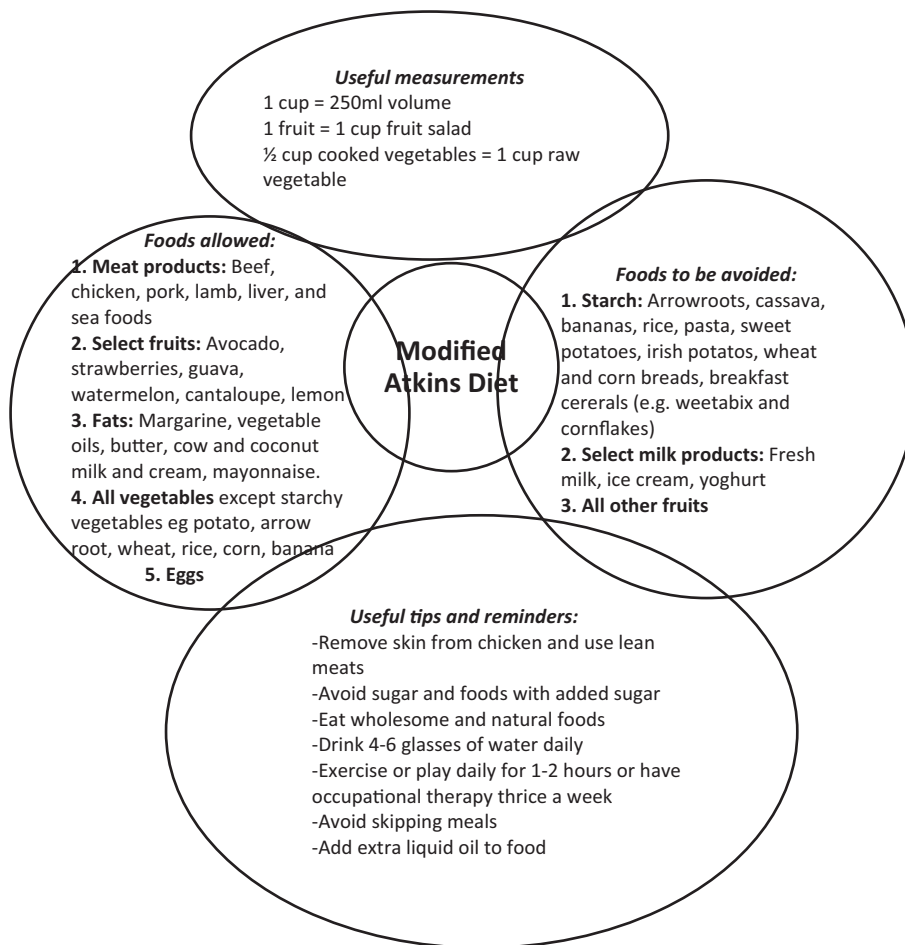 Useful measurements
1 cup = 250ml volume
1 fruit = 1 cup fruit salad
½ cup cooked vegetables = 1 cup raw
vegetable
Foods allowed:
1. Meat products: Beef,
chicken, pork, lamb, liver, and
sea foods
2. Select fruits: Avocado,
strawberries, guava,
watermelon, cantaloupe, lemon
3. Fats: Margarine, vegetable
oils, butter, cow and coconut
milk and cream, mayonnaise.
4. All vegetables except starchy
vegetables eg potato, arrow
root, wheat, rice, corn, banana
5. Eggs
Modified
Atkins Diet
Foods to be avoided:
1. Starch: Arrowroots, cassava,
bananas, rice, pasta, sweet
potatoes, irish potatos, wheat
and corn breads, breakfast
cererals (e.g. weetabix and
cornflakes)
2. Select milk products: Fresh
milk, ice cream, yoghurt
3. All other fruits
Useful tips and reminders:
-Remove skin from chicken and use lean
meats
-Avoid sugar and foods with added sugar
-Eat wholesome and natural foods
-Drink 4-6 glasses of water daily
-Exercise or play daily for 1-2 hours or have
occupational therapy thrice a week
-Avoid skipping meals
-Add extra liquid oil to food